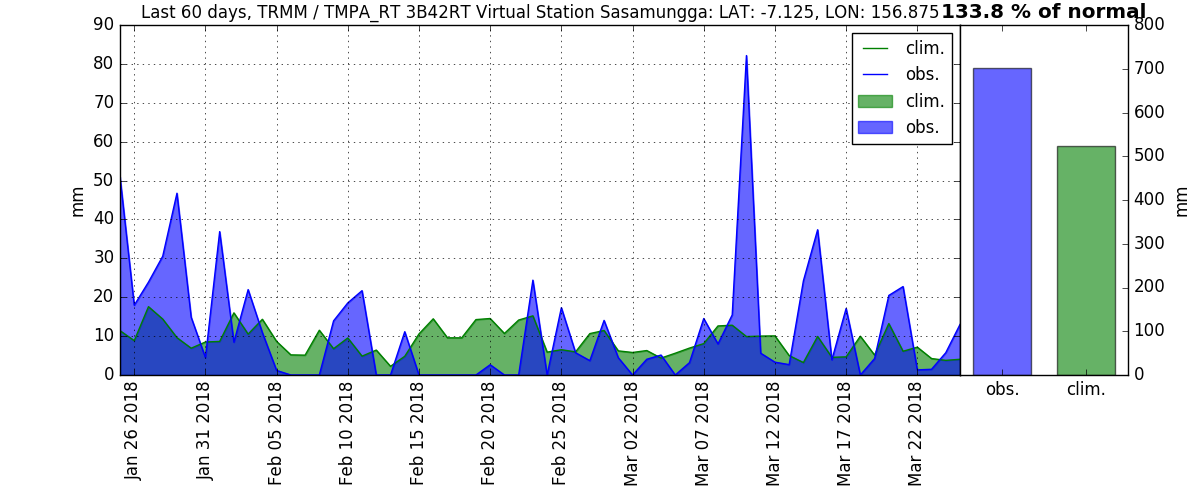 Last 60 days, TRMM / TMPA_RT 3B42RT Virtual Station Sasamungga: LAT: -7.125, LON: 156.875
133.8 % of normal
90
80
70
60
50
40
30
20
10
0
mm
clim.
obs.
clim.
obs.
Jan 26 2018
Jan 31 2018
Feb 05 2018
Feb 10 2018
Feb 15 2018
Feb 20 2018
Feb 25 2018
Mar 02 2018
Mar 07 2018
Mar 12 2018
Mar 17 2018
Mar 22 2018
800
700
600
500
400
300
200
100
0
mm
obs.
clim.